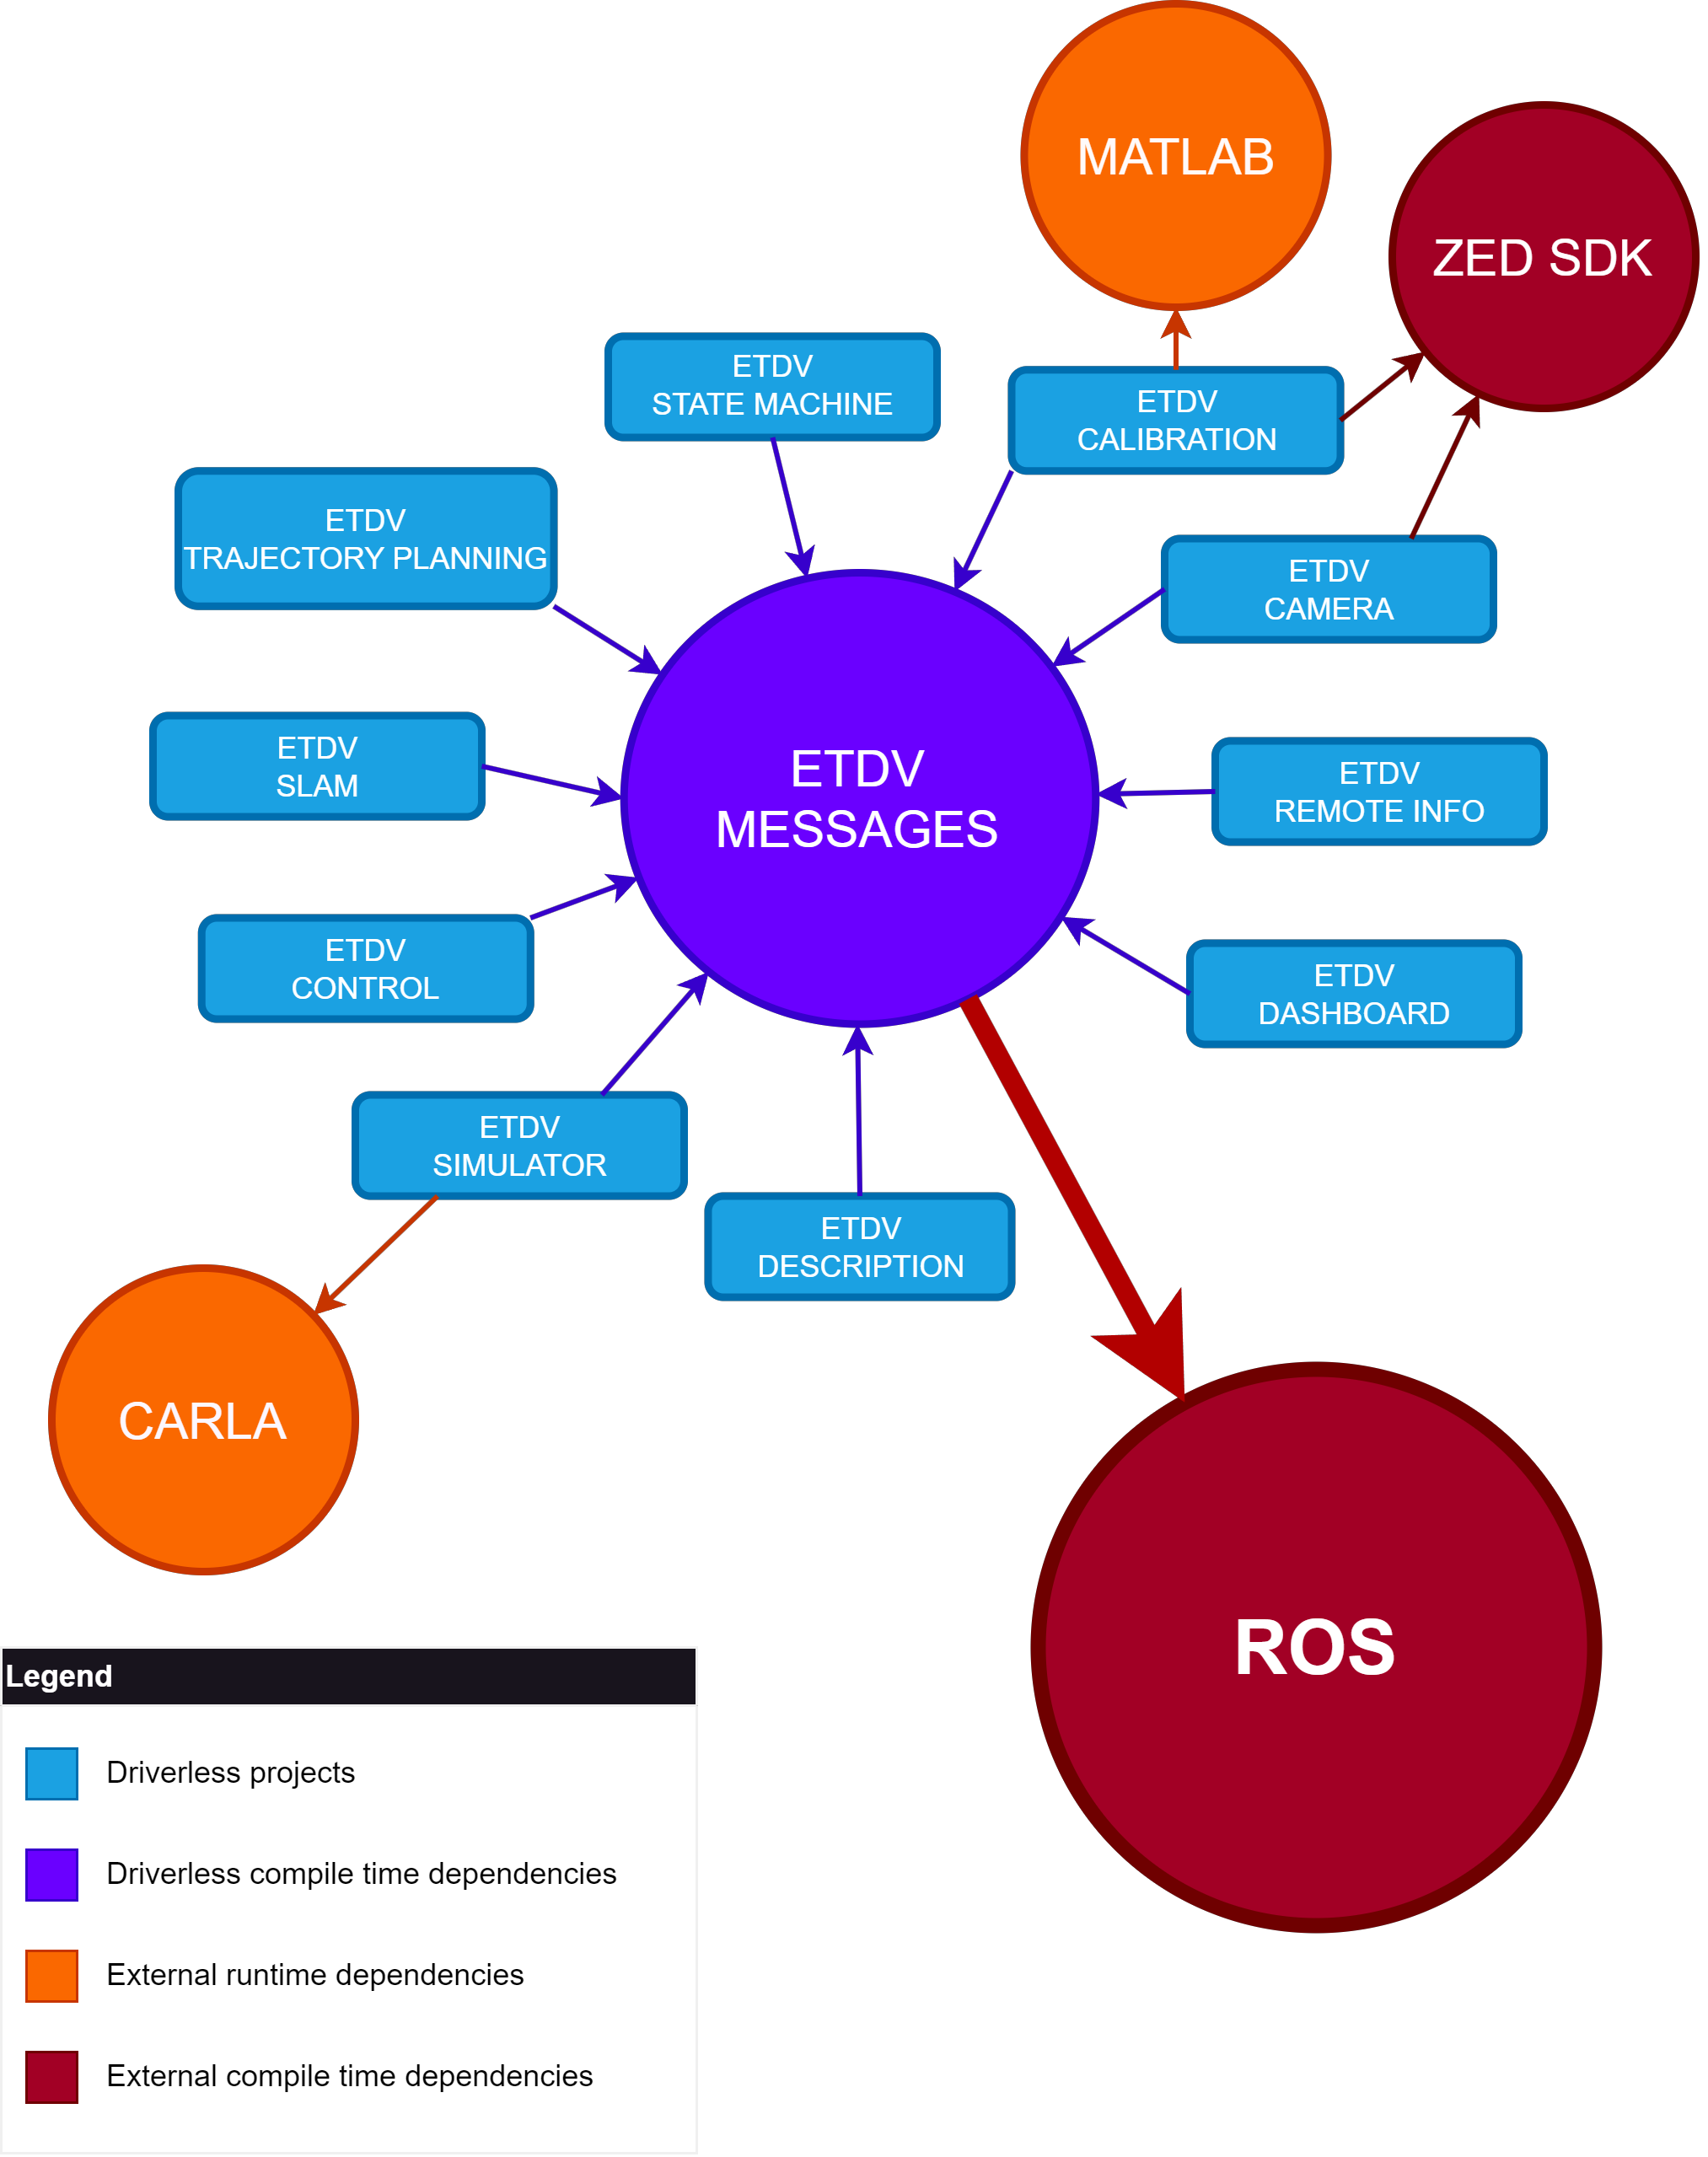 MATLAB
ZED SDK
ETDV
STATE MACHINE
ETDV
CALIBRATION
ETDV
TRAJECTORY PLANNING
ETDV
CAMERA
ETDV
SLAM
ETDV
MESSAGES
ETDV
REMOTE INFO
ETDV
CONTROL
ETDV
DASHBOARD
ETDV
SIMULATOR
ETDV
DESCRIPTION
CARLA
ROS
Legend
Driverless projects
Driverless compile time dependencies
External runtime dependencies
External compile time dependencies